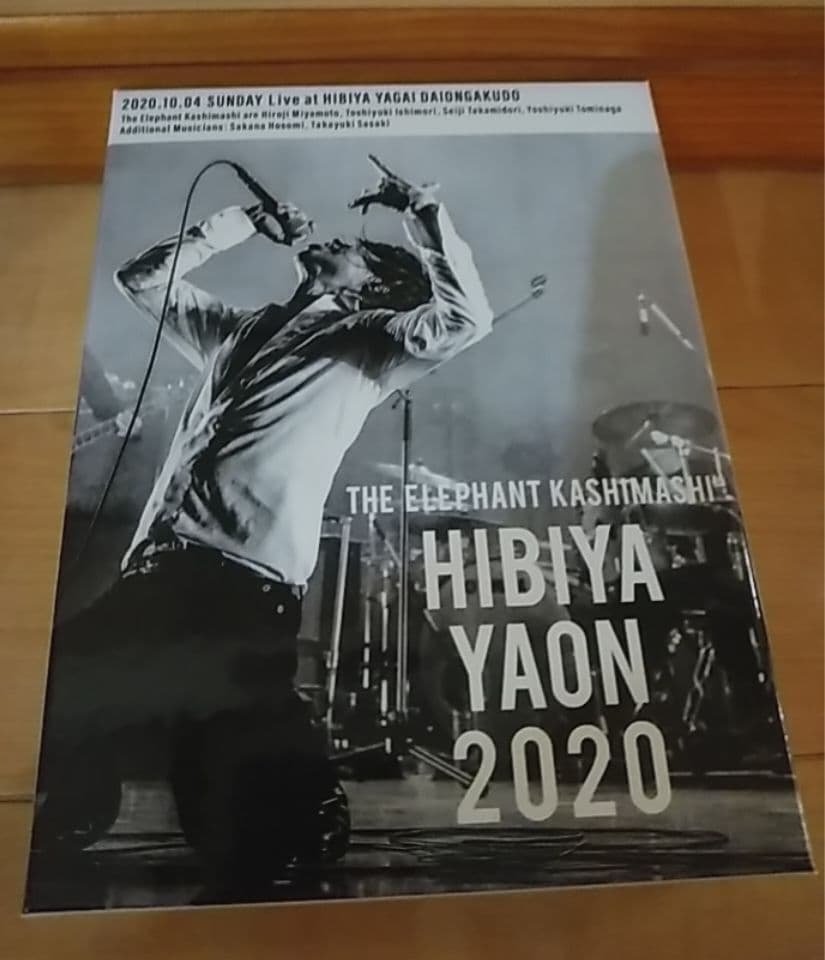 2020.10.04 SUNDAY Live at HIBIYA YAGAI DAIONGAKUDO
The Elephant Kashimashi are Hiroji Miyamoto, Toshiyuki Ishimori, Seiji Takamidori, Yoshiyuki Tominaga
Additional Musicians: Sakano Hosomi, Takayuki Sasaki
THE ELEPHANT KASHIMASHI
HIBIYA
YAON
2020